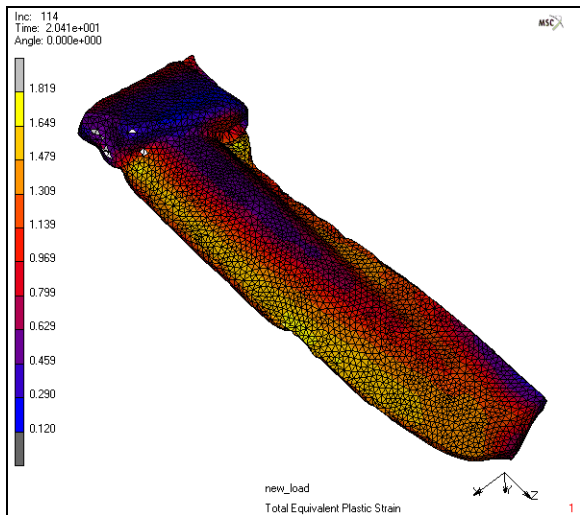 Inc: 114
Time: 2.041e+001
Angle: 0.000e+000
MSC
1.819
1.649
1.479
1.309
1.139
0.969
0.799
0.629
0.459
0.290
0.120
X Y Z
new_load
Total Equivalent Plastic Strain
1